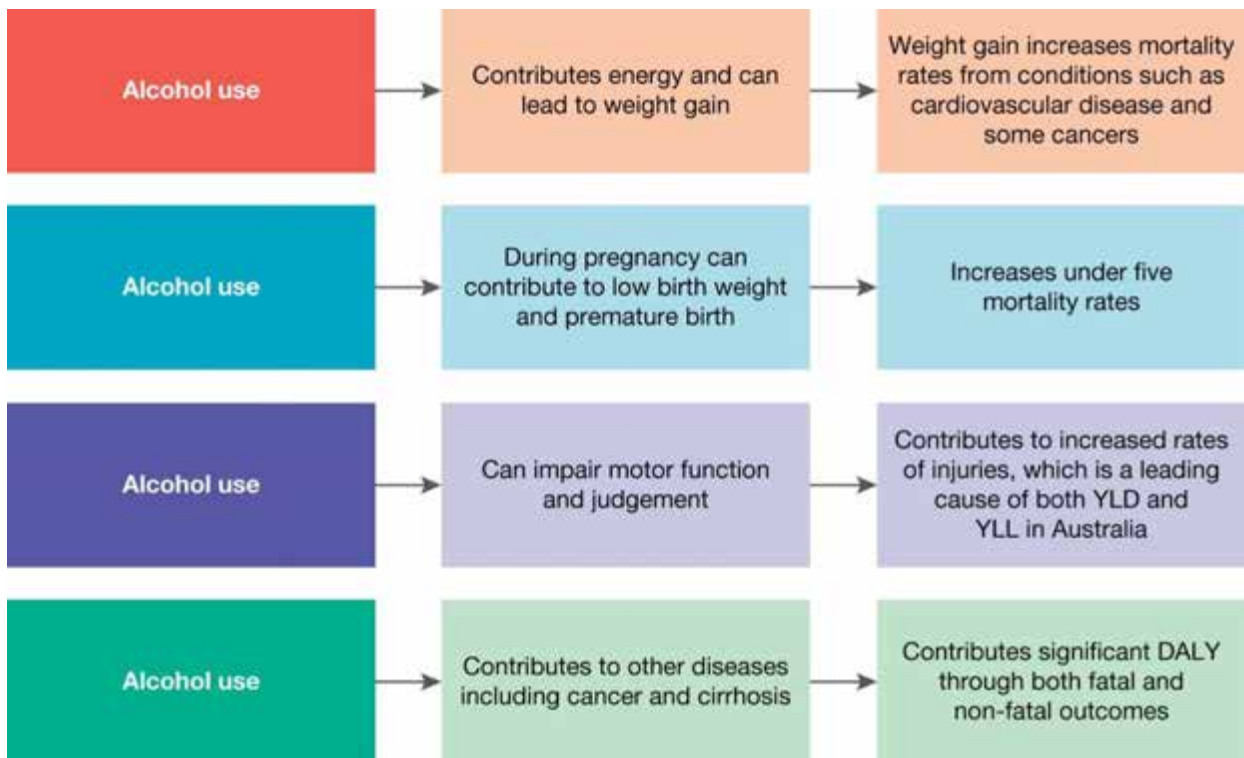 Alcohol use
Contributes energy and can
lead to weight gain
Weight gain increases mortality
rates from conditions such as
cardiovascular disease and
some cancers
Alcohol use
During pregnancy can
contribute to low birth weight
and premature birth
Increases under five
mortality rates
Alcohol use
Can impair motor function
and judgement
Contributes to increased rates
of injuries, which is a leading
cause of both YLD and
YLL in Australia
Alcohol use
Contributes to other diseases
including cancer and cirrhosis
Contributes significant DALY
through both fatal and
non-fatal outcomes